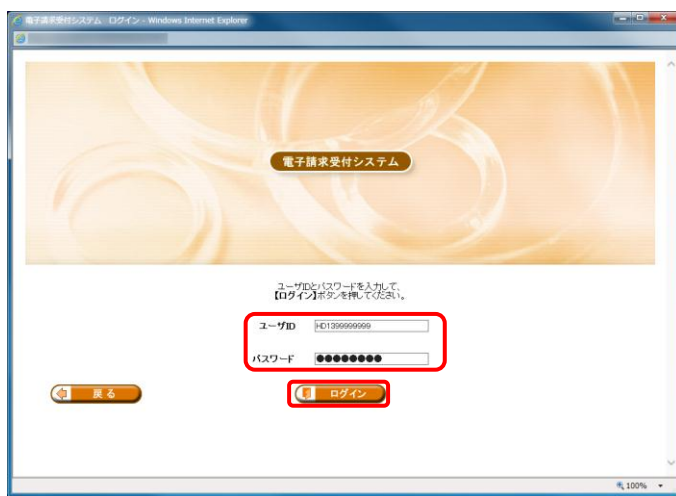 電子請求受付システム ログイン - Windows Internet Explorer
電子請求受付システム
ユーザIDとパスワードを入力して、
【ログイン】ボタンを押してください。
ユーザID HD1399999999
パスワード ●●●●●●●●
戻る ログイン
100%